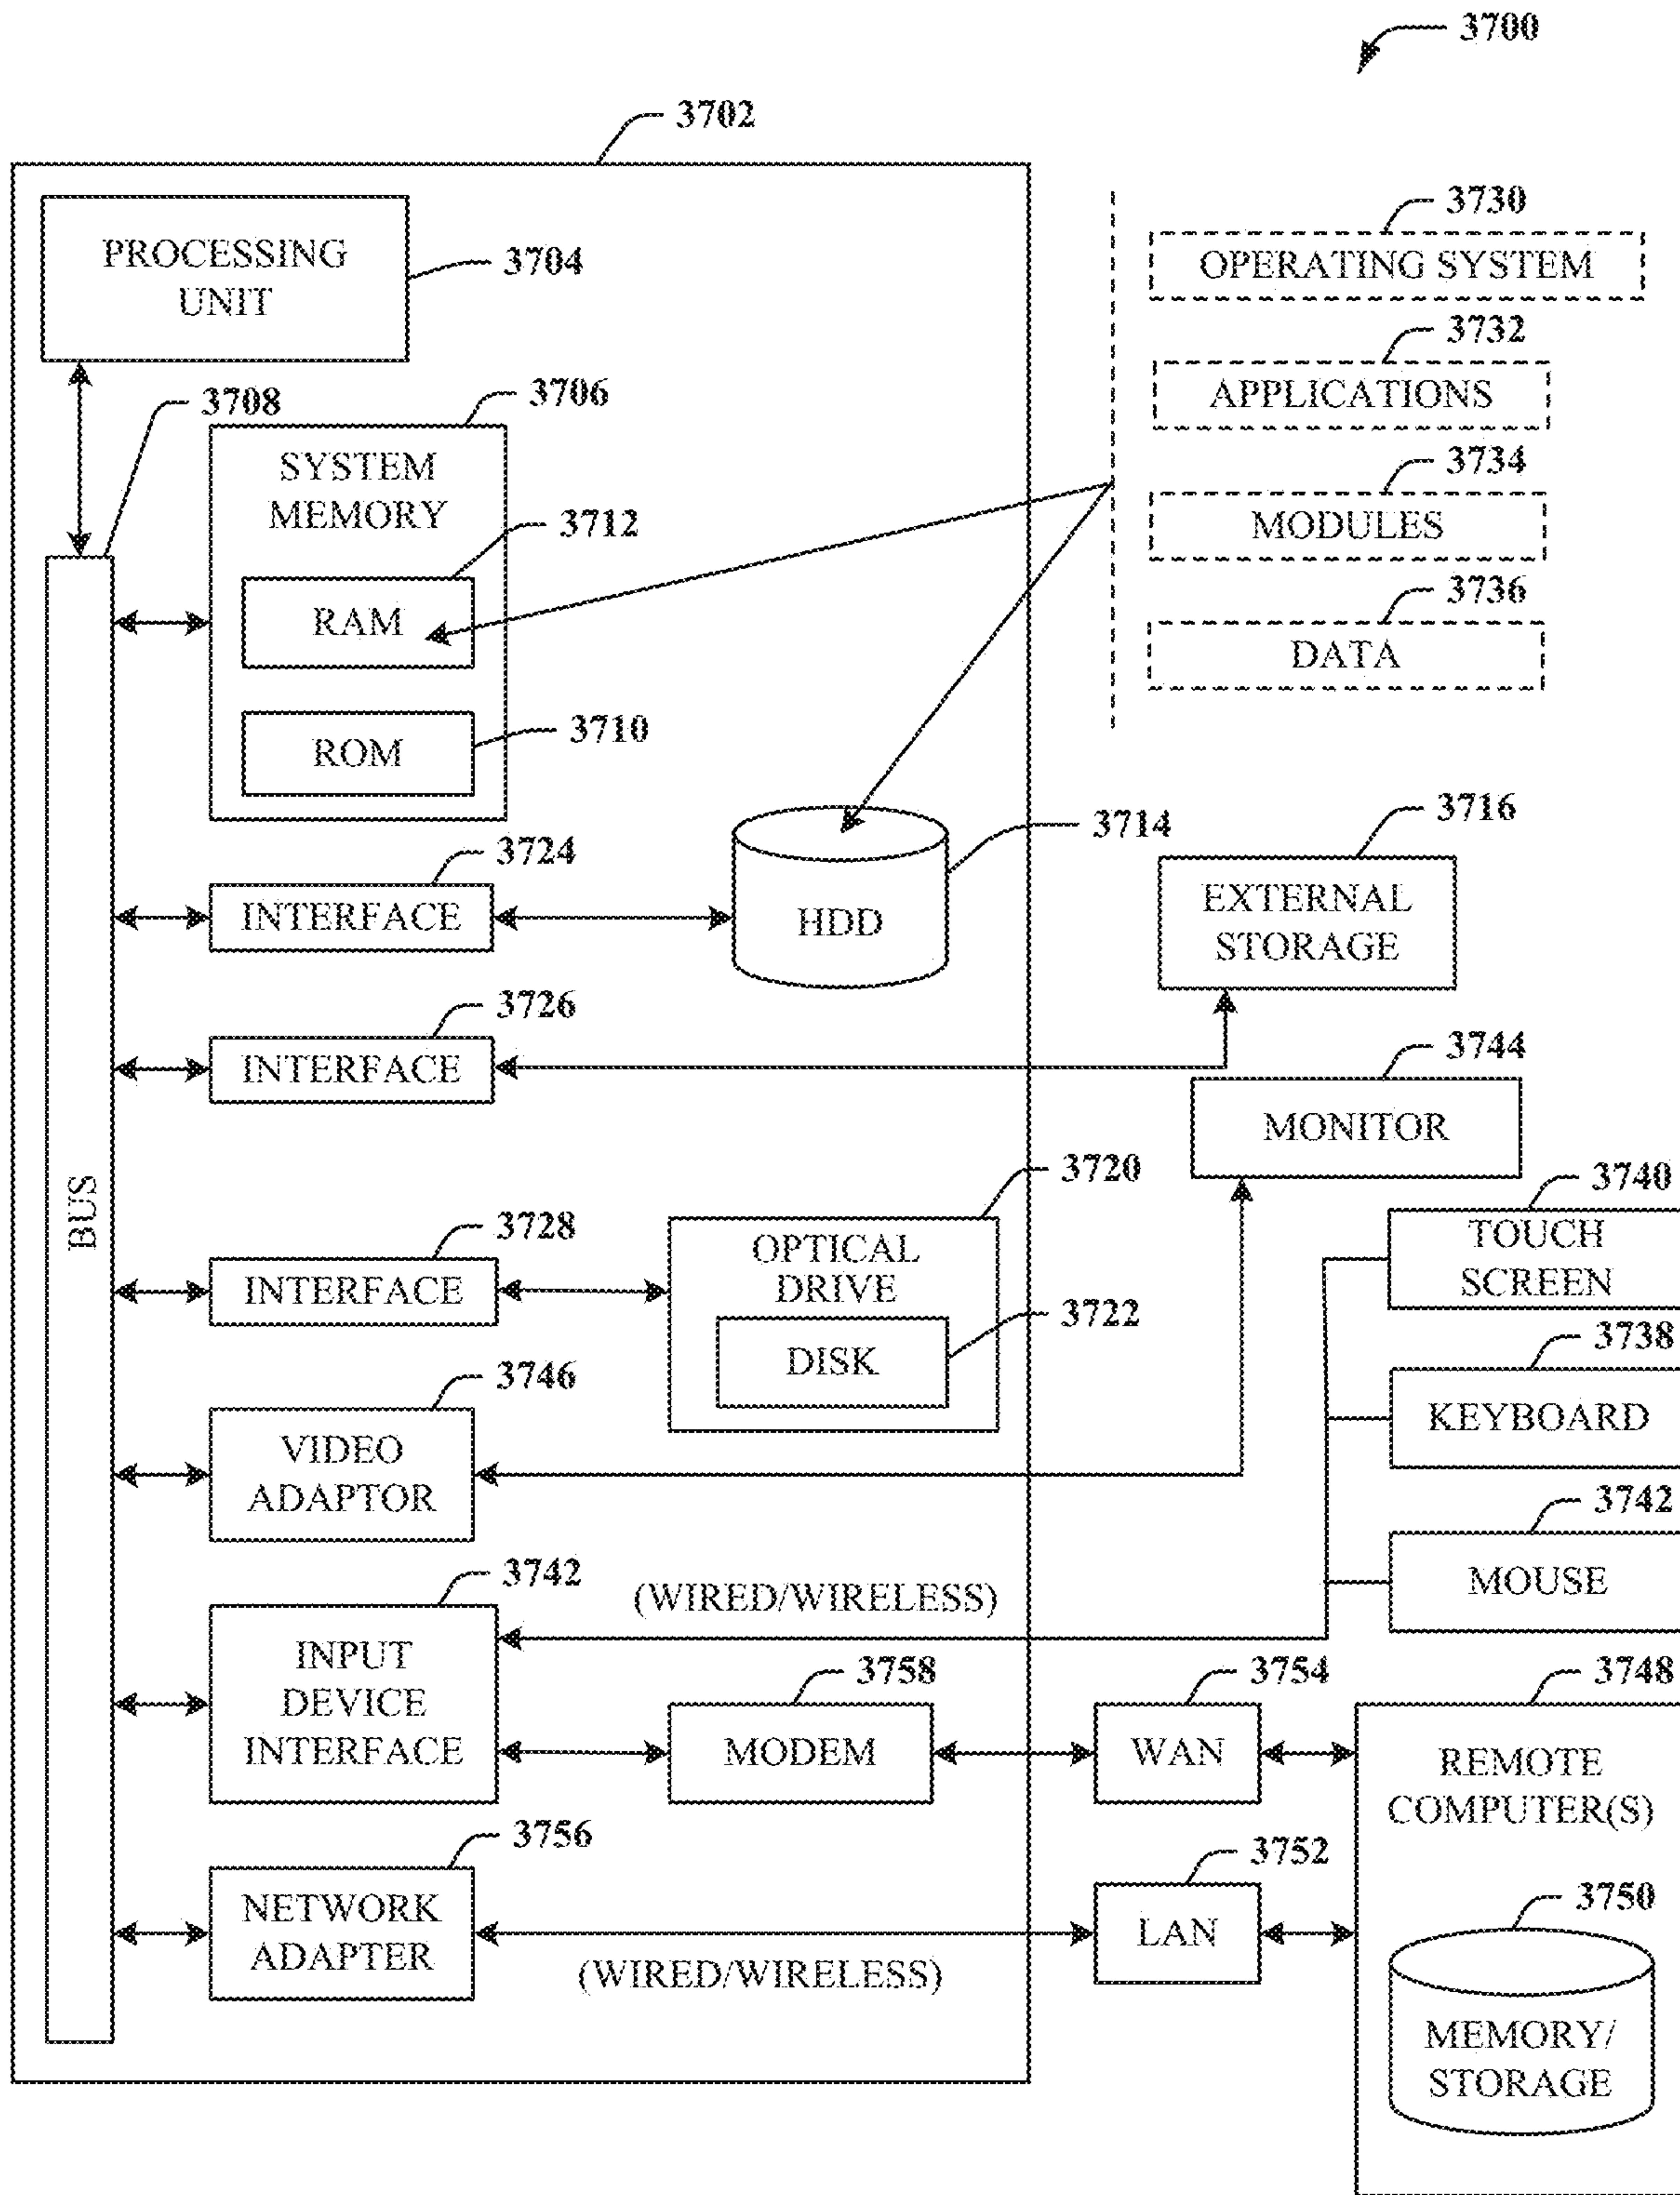 3700
3702
PROCESSING
UNIT
3704
3730
OPERATING SYSTEM
3732
APPLICATIONS
3734
MODULES
3736
DATA
3708
3706
SYSTEM
MEMORY
3712
RAM
3710
ROM
3724
INTERFACE
3714
HDD
3716
EXTERNAL
STORAGE
3726
INTERFACE
3744
MONITOR
BUS
3728
INTERFACE
3720
OPTICAL
DRIVE
3722
DISK
3740
TOUCH
SCREEN
3738
KEYBOARD
3746
VIDEO
ADAPTOR
3742
MOUSE
3742
INPUT
DEVICE
INTERFACE
(WIRED/WIRELESS)
3758
MODEM
3754
WAN
3748
REMOTE
COMPUTER(S)
3756
NETWORK
ADAPTER
(WIRED/WIRELESS)
3752
LAN
3750
MEMORY/
STORAGE